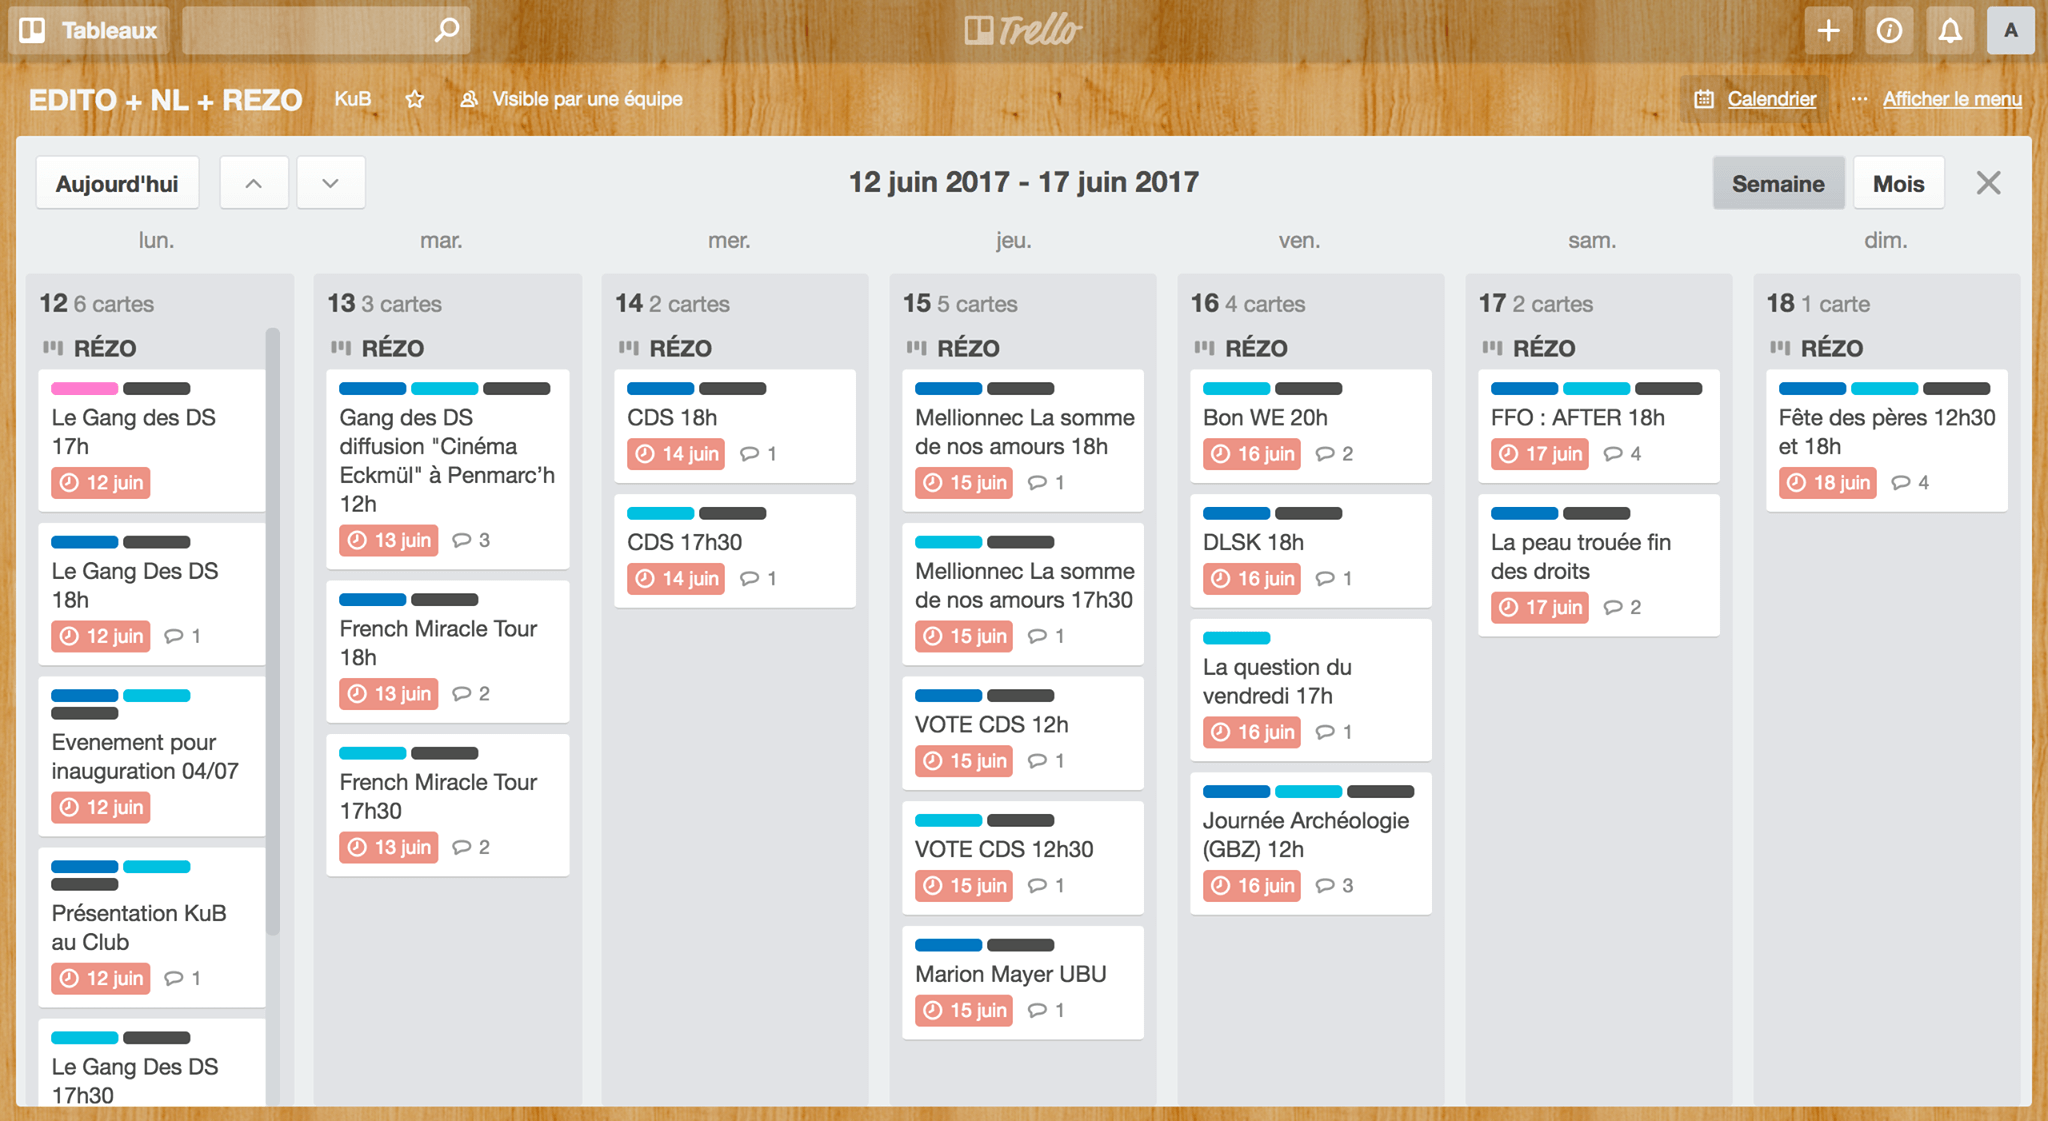 Tableaux
Trello
A
EDITO + NL + REZO
KuB
Visible par une équipe
Calendrier
Afficher le menu
Aujourd'hui
12 juin 2017 - 17 juin 2017
Semaine
Mois
lun.
mar.
mer.
jeu.
ven.
sam.
dim.
12 6 cartes
RÉZO
Le Gang des DS
17h
12 juin
Le Gang Des DS
18h
12 juin 1
Evenement pour
inauguration 04/07
12 juin
Présentation KuB
au Club
12 juin 1
Le Gang Des DS
17h30
13 3 cartes
RÉZO
Gang des DS
diffusion "Cinéma
Eckmül" à Penmarc’h
12h
13 juin 3
French Miracle Tour
18h
13 juin 2
French Miracle Tour
17h30
13 juin 2
14 2 cartes
RÉZO
CDS 18h
14 juin 1
CDS 17h30
14 juin 1
15 5 cartes
RÉZO
Mellionnec La somme
de nos amours 18h
15 juin 1
Mellionnec La somme
de nos amours 17h30
15 juin 1
VOTE CDS 12h
15 juin 1
VOTE CDS 12h30
15 juin 1
Marion Mayer UBU
15 juin 1
16 4 cartes
RÉZO
Bon WE 20h
16 juin 2
DLSK 18h
16 juin 1
La question du
vendredi 17h
16 juin 1
Journée Archéologie
(GBZ) 12h
16 juin 3
17 2 cartes
RÉZO
FFO : AFTER 18h
17 juin 4
La peau trouée fin
des droits
17 juin 2
18 1 carte
RÉZO
Fête des pères 12h30
et 18h
18 juin 4